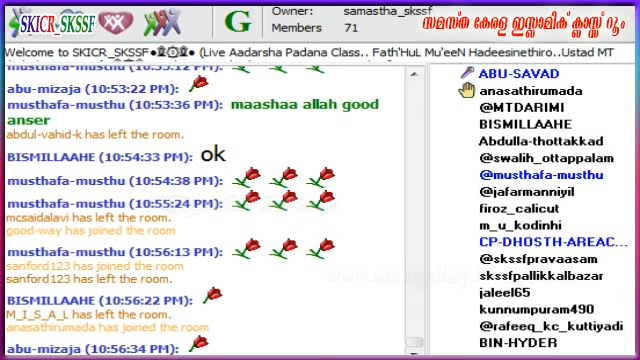 SKICR_SKSSF
G
Owner: samastha_skssf
Members 71
സമസ്ത കേരള ഇസ്ലാമിക് ക്ലാസ്സ് റൂം
Welcome to SKICR_SKSSF (Live Aadarsha Padana Class.. Fath'HuL Mu'eeN Hadeesinethiro..Ustad MT
musthafa-musthu (10:53:12 PM):
abu-mizaja (10:53:22 PM):
musthafa-musthu (10:53:36 PM): maashaa allah good
anser
abdul-vahid-k has left the room.
BISMILLAAHE (10:54:33 PM): ok
musthafa-musthu (10:54:38 PM):
musthafa-musthu (10:55:24 PM):
mcsaidalavi has left the room.
good-way has joined the room
musthafa-musthu (10:56:13 PM):
sanford123 has joined the room
sanford123 has left the room.
BISMILLAAHE (10:56:22 PM):
M_I_S_A_L has left the room.
anasathirumada has joined the room
abu-mizaja (10:56:34 PM):
ABU-SAVAD
anasathirumada
@MTDARIMI
BISMILLAAHE
Abdulla-thottakkad
@swalih_ottappalam
@musthafa-musthu
@jafarmanniyil
firoz_calicut
m_u_kodinhi
CP-DHOSTH-AREAC...
@skssfpravaasam
skssfpallikkalbazar
jaleel65
kunnumpuram490
@rafeeq_kc_kuttiyadi
BIN-HYDER